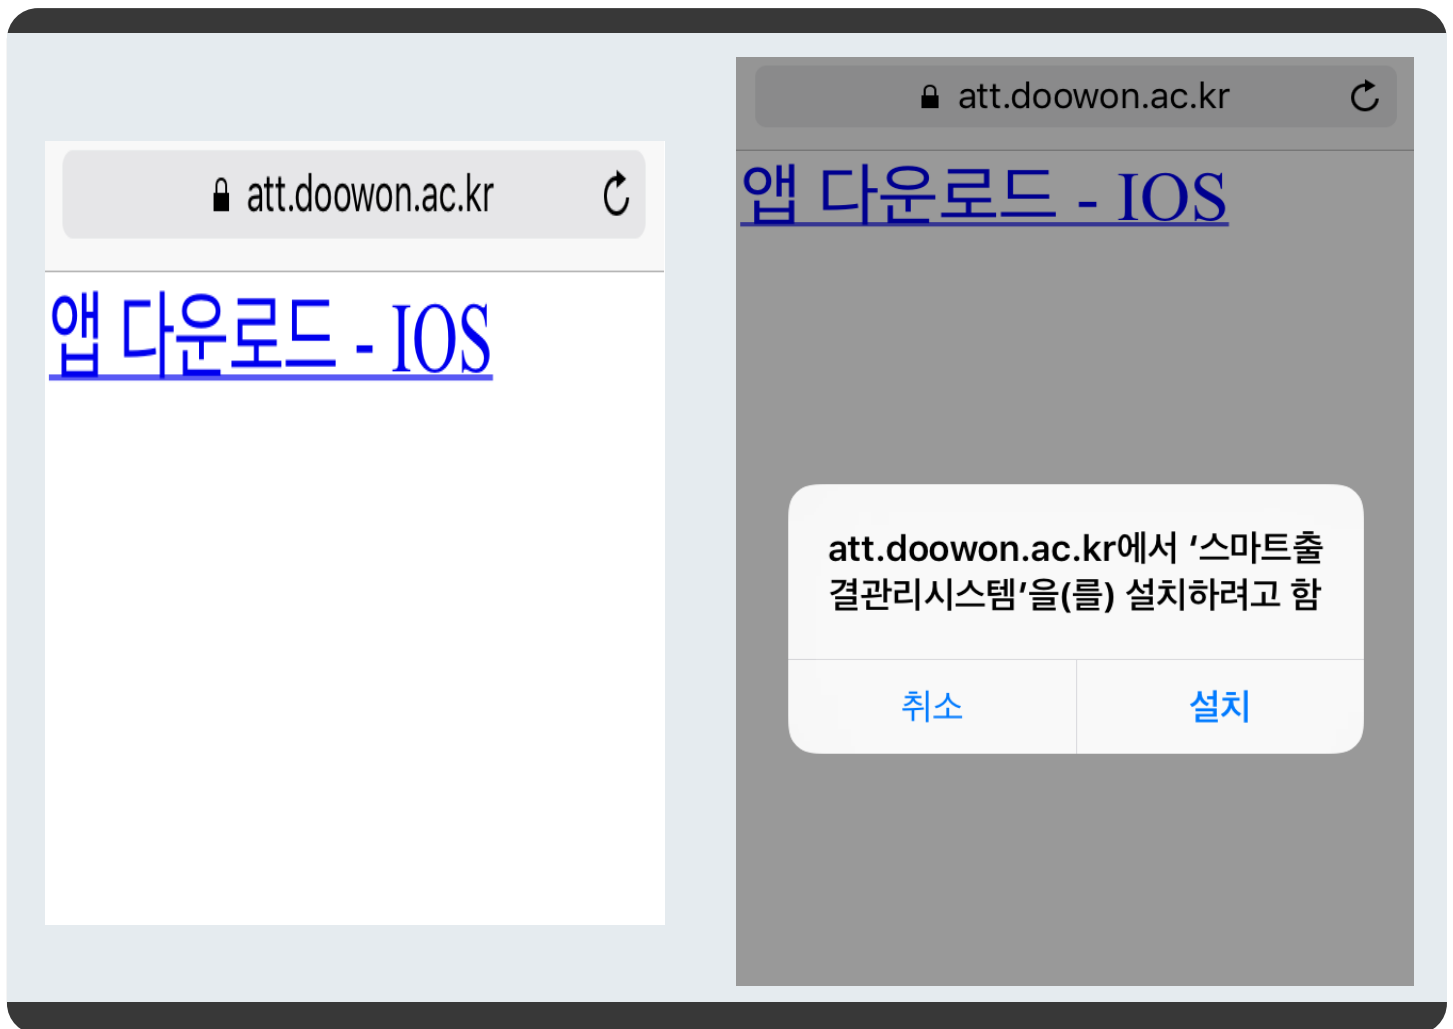 att.doowon.ac.kr
앱 다운로드 - IOS
att.doowon.ac.kr
앱 다운로드 - IOS
att.doowon.ac.kr에서 ‘스마트출
결관리시스템’을(를) 설치하려고 함
취소
설치